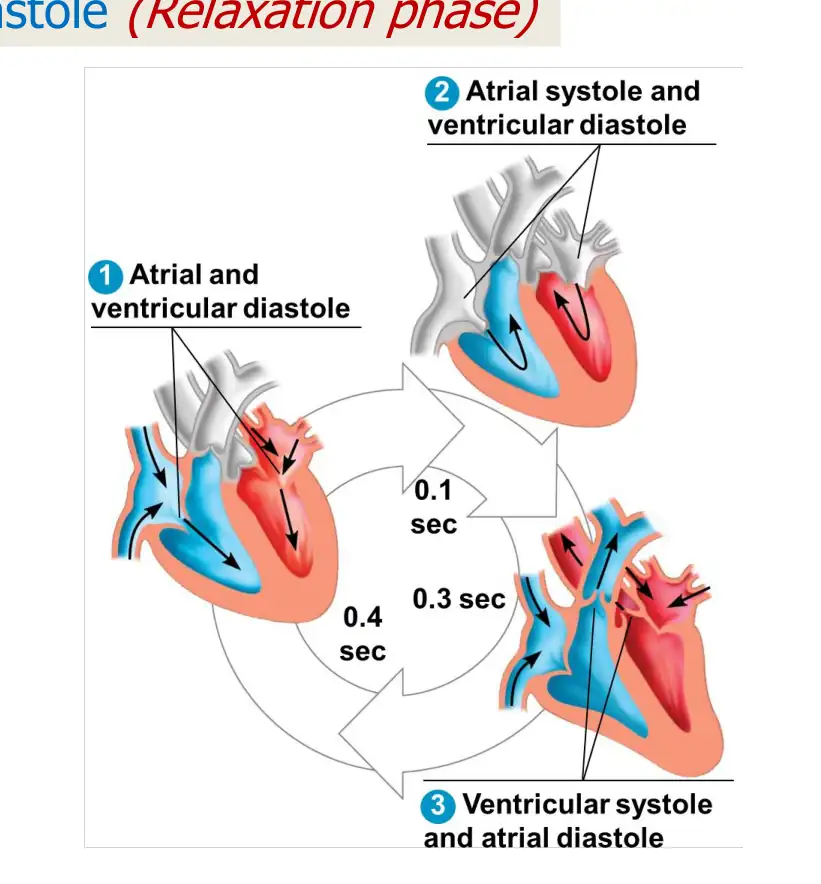 (Relaxation phase)
2 Atrial systole and
ventricular diastole
1 Atrial and
ventricular diastole
0.1
sec
0.3 sec
0.4
sec
3 Ventricular systole
and atrial diastole